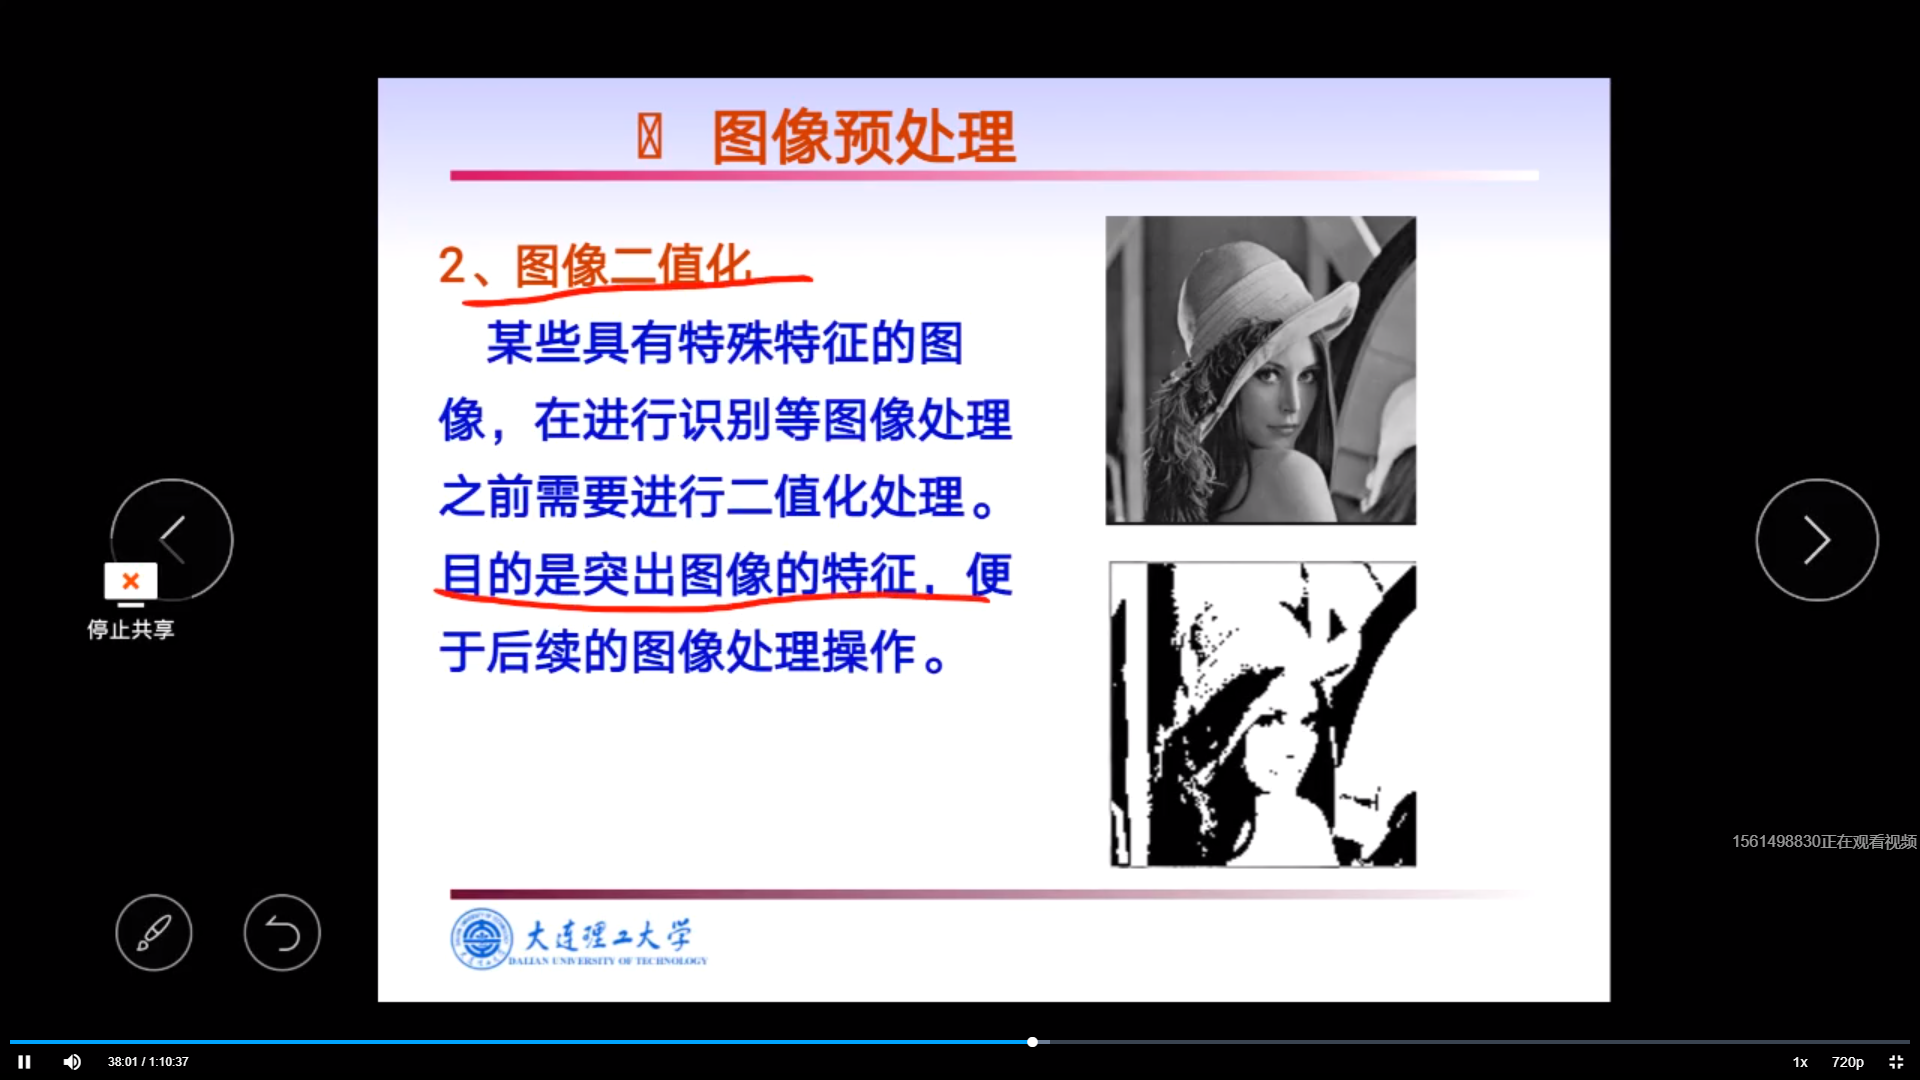 图像预处理
2、图像二值化
某些具有特殊特征的图
像，在进行识别等图像处理
之前需要进行二值化处理。
目的是突出图像的特征，便
于后续的图像处理操作。
停止共享
1561498830正在观看视频
大连理工大学
DALIAN UNIVERSITY OF TECHNOLOGY
38:01 / 1:10:37
1x
720p